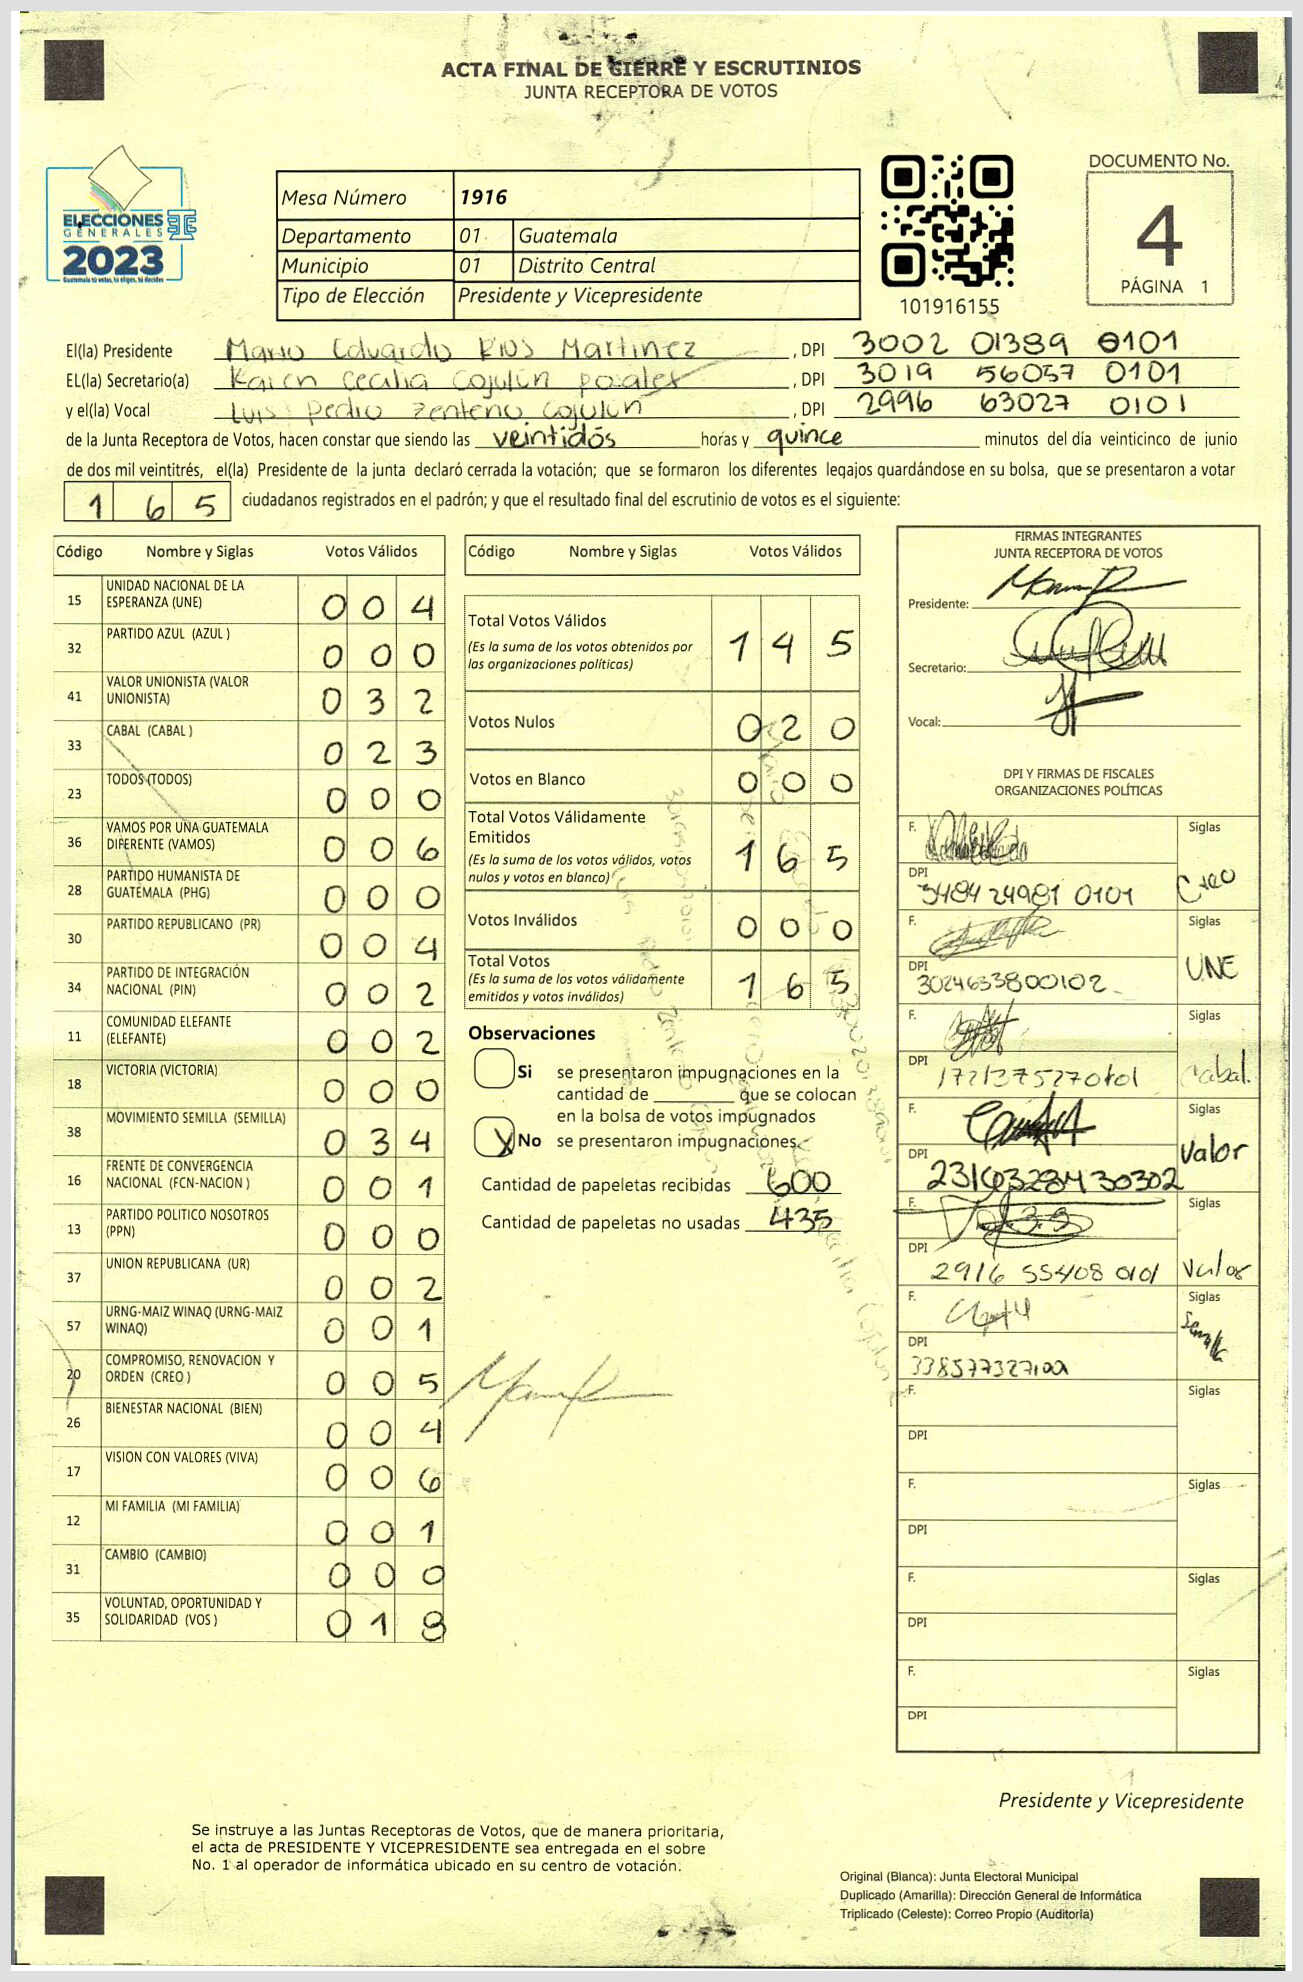 ACTA FINAL DE CIERRE Y ESCRUTINIOS
JUNTA RECEPTORA DE VOTOS
ELECCIONES
GENERALES
2023
Guatemala tú votas, tú eliges, tú decides
Mesa Número 1916
Departamento 01 Guatemala
Municipio 01 Distrito Central
Tipo de Elección Presidente y Vicepresidente
101916155
DOCUMENTO No.
4
PÁGINA 1
El(la) Presidente Mario Eduardo Rios Martinez, DPI 3002 01389 0101
EL(la) Secretario(a) Karen Cecilia Cojulún, DPI 3019 56057 0101
y el(la) Vocal Luis Pedro Zenteno Cojulún, DPI 2996 63027 0101
de la Junta Receptora de Votos, hacen constar que siendo las veintidós horas y quince minutos del día veinticinco de junio
de dos mil veintitrés, el(la) Presidente de la junta declaró cerrada la votación; que se formaron los diferentes legajos quardándose en su bolsa, que se presentaron a votar
1 6 5 ciudadanos registrados en el padrón; y que el resultado final del escrutinio de votos es el siguiente:
Código Nombre y Siglas Votos Válidos
15 UNIDAD NACIONAL DE LA ESPERANZA (UNE) 0 0 4
32 PARTIDO AZUL (AZUL ) 0 0 0
41 VALOR UNIONISTA (VALOR UNIONISTA) 0 3 2
33 CABAL (CABAL ) 0 2 3
23 TODOS (TODOS) 0 0 0
36 VAMOS POR UNA GUATEMALA DIFERENTE (VAMOS) 0 0 6
28 PARTIDO HUMANISTA DE GUATEMALA (PHG) 0 0 0
30 PARTIDO REPUBLICANO (PR) 0 0 4
34 PARTIDO DE INTEGRACIÓN NACIONAL (PIN) 0 0 2
11 COMUNIDAD ELEFANTE (ELEFANTE) 0 0 2
18 VICTORIA (VICTORIA) 0 0 0
38 MOVIMIENTO SEMILLA (SEMILLA) 0 3 4
16 FRENTE DE CONVERGENCIA NACIONAL (FCN-NACION ) 0 0 1
13 PARTIDO POLITICO NOSOTROS (PPN) 0 0 0
37 UNION REPUBLICANA (UR) 0 0 2
57 URNG-MAIZ WINAQ (URNG-MAIZ WINAQ) 0 0 1
20 COMPROMISO, RENOVACION Y ORDEN (CREO ) 0 0 5
26 BIENESTAR NACIONAL (BIEN) 0 0 4
17 VISION CON VALORES (VIVA) 0 0 6
12 MI FAMILIA (MI FAMILIA) 0 0 1
31 CAMBIO (CAMBIO) 0 0 0
35 VOLUNTAD, OPORTUNIDAD Y SOLIDARIDAD (VOS ) 0 1 8
Código Nombre y Siglas Votos Válidos
Total Votos Válidos 1 4 5
(Es la suma de los votos obtenidos por
las organizaciones políticas)
Votos Nulos 0 2 0
Votos en Blanco 0 0 0
Total Votos Válidamente
Emitidos 1 6 5
(Es la suma de los votos válidos, votos
nulos y votos en blanco)
Votos Inválidos 0 0 0
Total Votos 1 6 5
(Es la suma de los votos válidamente
emitidos y votos inválidos)
Observaciones
Si se presentaron impugnaciones en la
cantidad de ________ que se colocan
en la bolsa de votos impugnados
X No se presentaron impugnaciones.
Cantidad de papeletas recibidas 600
Cantidad de papeletas no usadas 435
FIRMAS INTEGRANTES
JUNTA RECEPTORA DE VOTOS
Presidente:
Secretario:
Vocal:
DPI Y FIRMAS DE FISCALES
ORGANIZACIONES POLÍTICAS
F. Siglas
DPI 3484 24981 0101 Creo
F. Siglas
DPI 3024633800102 UNE
F. Siglas
DPI 1721375270101 Cabal.
F. Siglas
DPI 2316328430302 Valor
F. Siglas
DPI 2916 55408 0101 Valor
F. Siglas
DPI Semilla
F. Siglas
DPI
F. Siglas
DPI
F. Siglas
DPI
F. Siglas
DPI
Presidente y Vicepresidente
Se instruye a las Juntas Receptoras de Votos, que de manera prioritaria,
el acta de PRESIDENTE Y VICEPRESIDENTE sea entregada en el sobre
No. 1 al operador de informática ubicado en su centro de votación.
Original (Blanca): Junta Electoral Municipal
Duplicado (Amarilla): Dirección General de Informática
Triplicado (Celeste): Correo Propio (Auditoría)